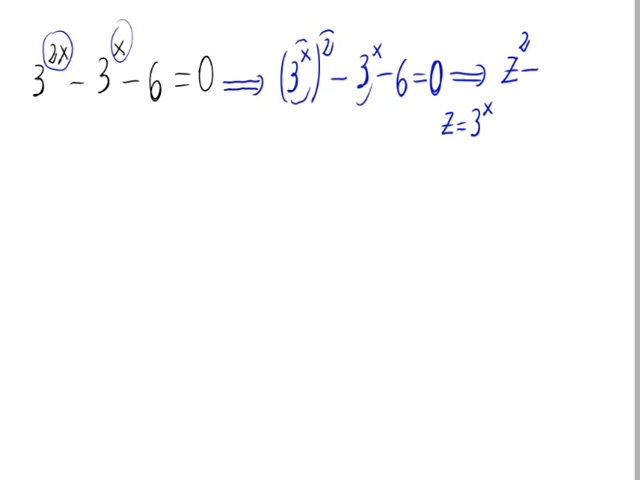 3^{2x} - 3^{x} - 6 = 0 ⟹ (3^{x})^{2} - 3^{x} - 6 = 0 ⟹ z^{2} -
z = 3^{x}